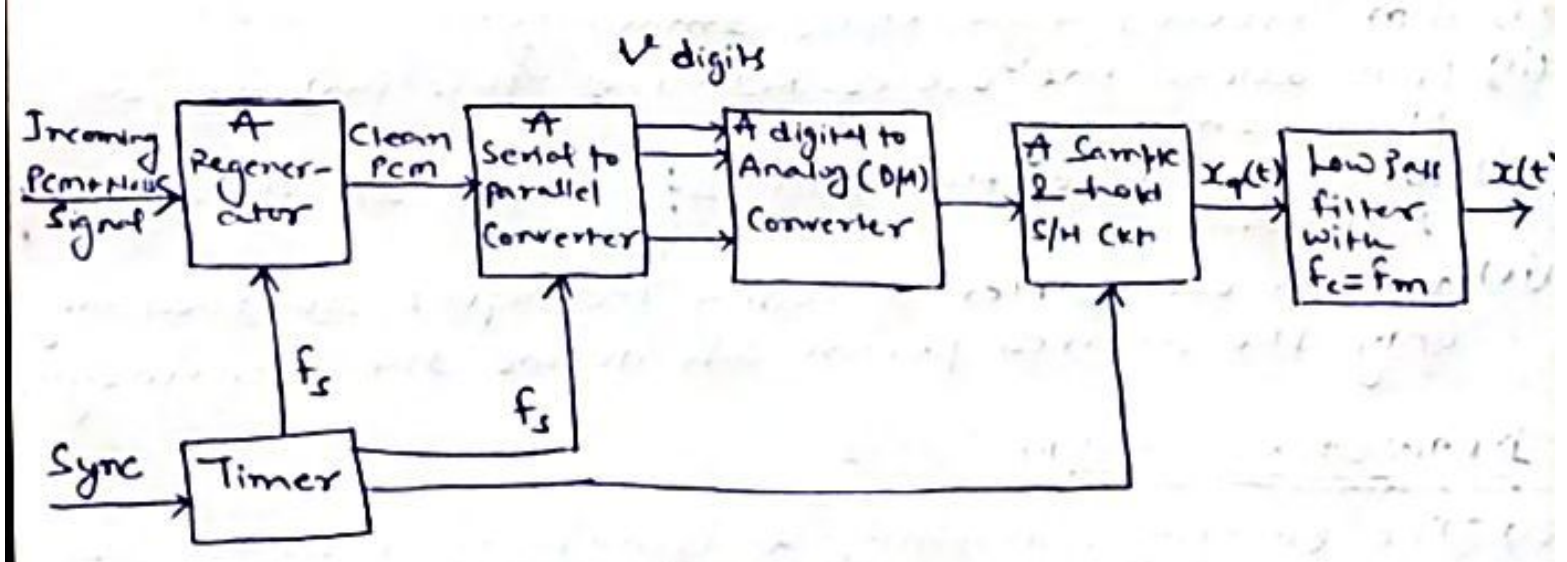 V digits
Incoming
Pcm+Noise
Signal
A
Regener-
ator
Clean
PCM
A
Serial to
parallel
Converter
A digital to
Analog (D/A)
Converter
A Sample
& hold
S/H Ckt
xq(t)
Low Pass
filter
with
fc = fm.
x(t)
fs
fs
Sync
Timer